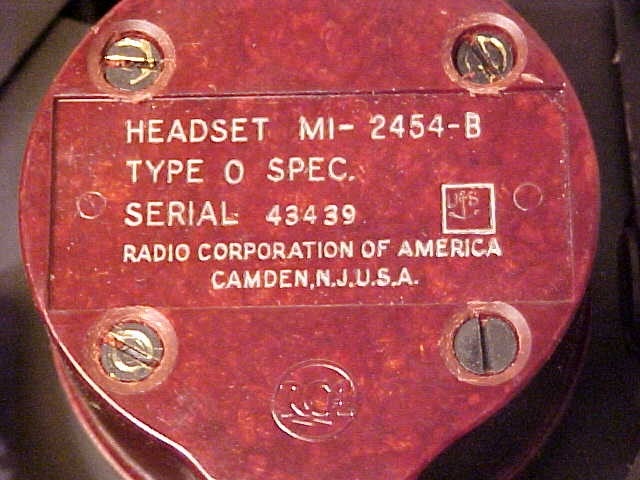 HEADSET MI- 2454-B
TYPE O SPEC.
SERIAL 43439
RADIO CORPORATION OF AMERICA
CAMDEN, N.J. U.S.A.
RCA